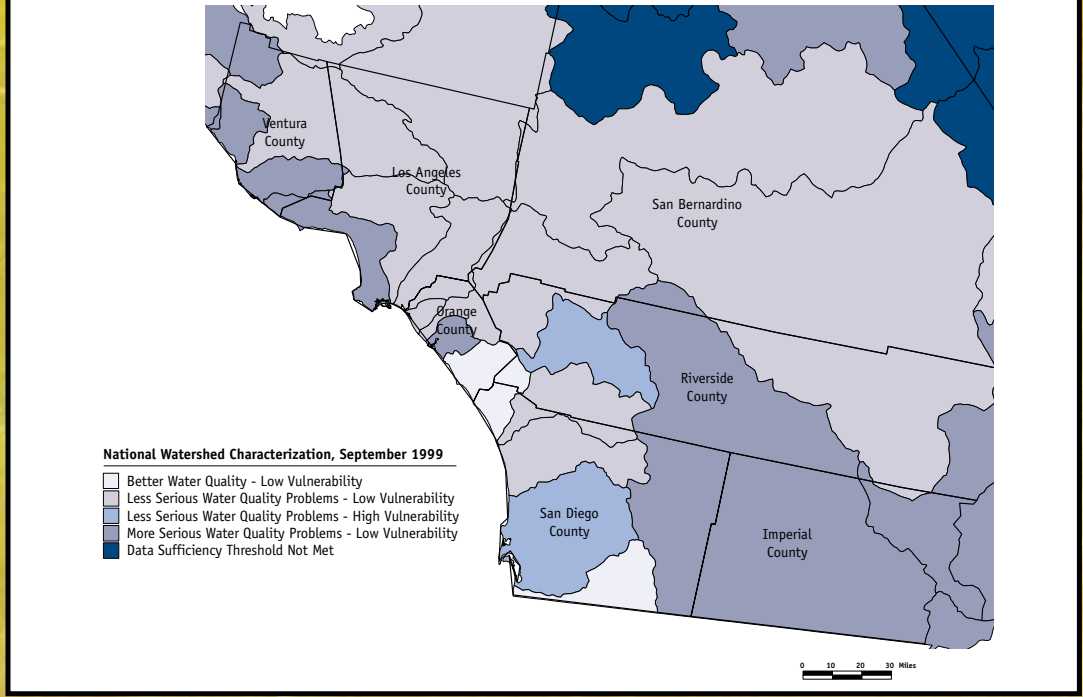 Ventura
County
Los Angeles
County
San Bernardino
County
Orange
County
Riverside
County
National Watershed Characterization, September 1999
Better Water Quality - Low Vulnerability
Less Serious Water Quality Problems - Low Vulnerability
Less Serious Water Quality Problems - High Vulnerability
More Serious Water Quality Problems - Low Vulnerability
Data Sufficiency Threshold Not Met
San Diego
County
Imperial
County
0 10 20 30 Miles